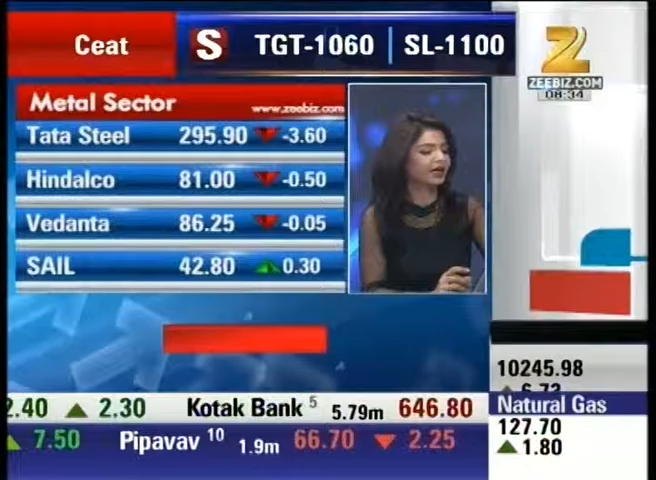 Ceat
S
TGT-1060
SL-1100
ZEEBIZ.COM
08:34
Metal Sector
www.zeebiz.com
Tata Steel 295.90 -3.60
Hindalco 81.00 -0.50
Vedanta 86.25 -0.05
SAIL 42.80 0.30
10245.98
6.73
2.40 2.30 Kotak Bank 5 5.79m 646.80
Natural Gas
127.70
1.80
7.50 Pipavav 10 1.9m 66.70 2.25